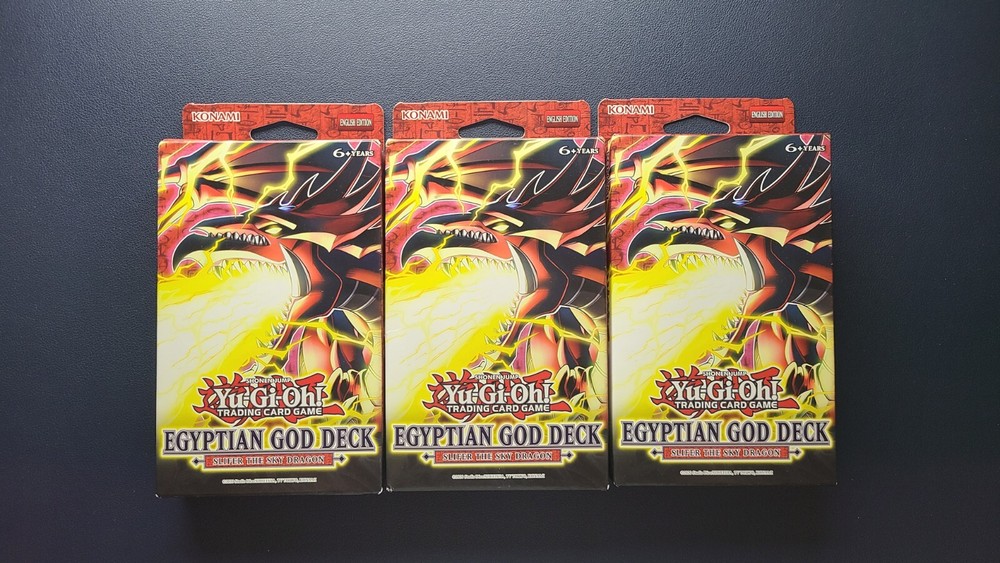 KONAMI
ENGLISH EDITION
6+ YEARS
SHONEN JUMP
Yu-Gi-Oh!
TRADING CARD GAME
EGYPTIAN GOD DECK
SLIFER THE SKY DRAGON
KONAMI
ENGLISH EDITION
6+ YEARS
SHONEN JUMP
Yu-Gi-Oh!
TRADING CARD GAME
EGYPTIAN GOD DECK
SLIFER THE SKY DRAGON
KONAMI
ENGLISH EDITION
6+ YEARS
SHONEN JUMP
Yu-Gi-Oh!
TRADING CARD GAME
EGYPTIAN GOD DECK
SLIFER THE SKY DRAGON